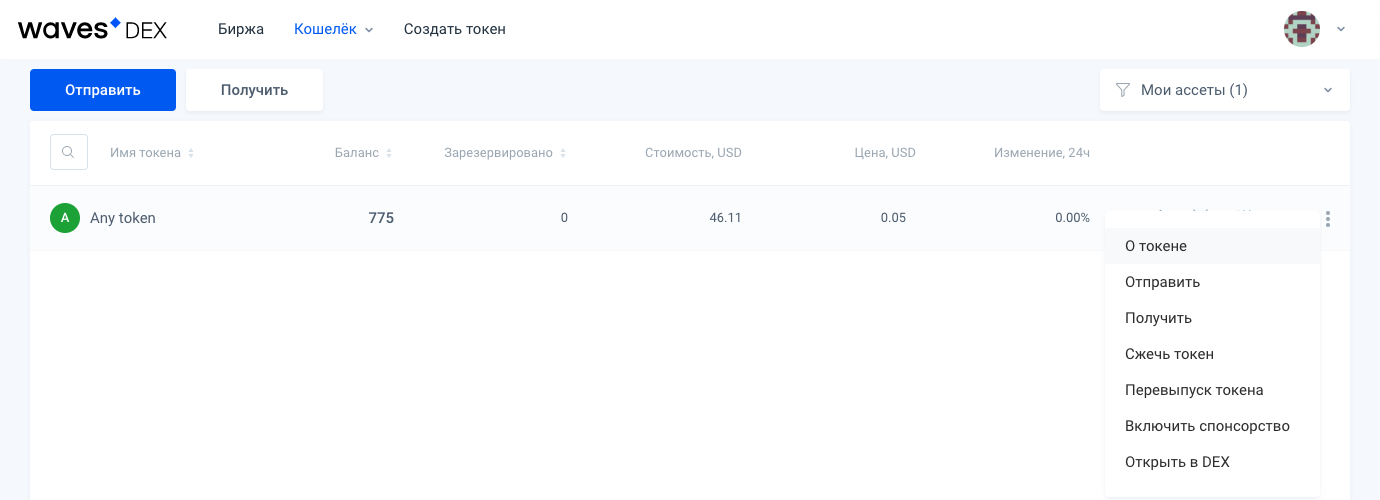 waves DEX Биржа Кошелёк Создать токен
Отправить Получить Мои ассеты (1)
Имя токена Баланс Зарезервировано Стоимость, USD Цена, USD Изменение, 24ч
A Any token 775 0 46.11 0.05 0.00%
О токене
Отправить
Получить
Сжечь токен
Перевыпуск токена
Включить спонсорство
Открыть в DEX